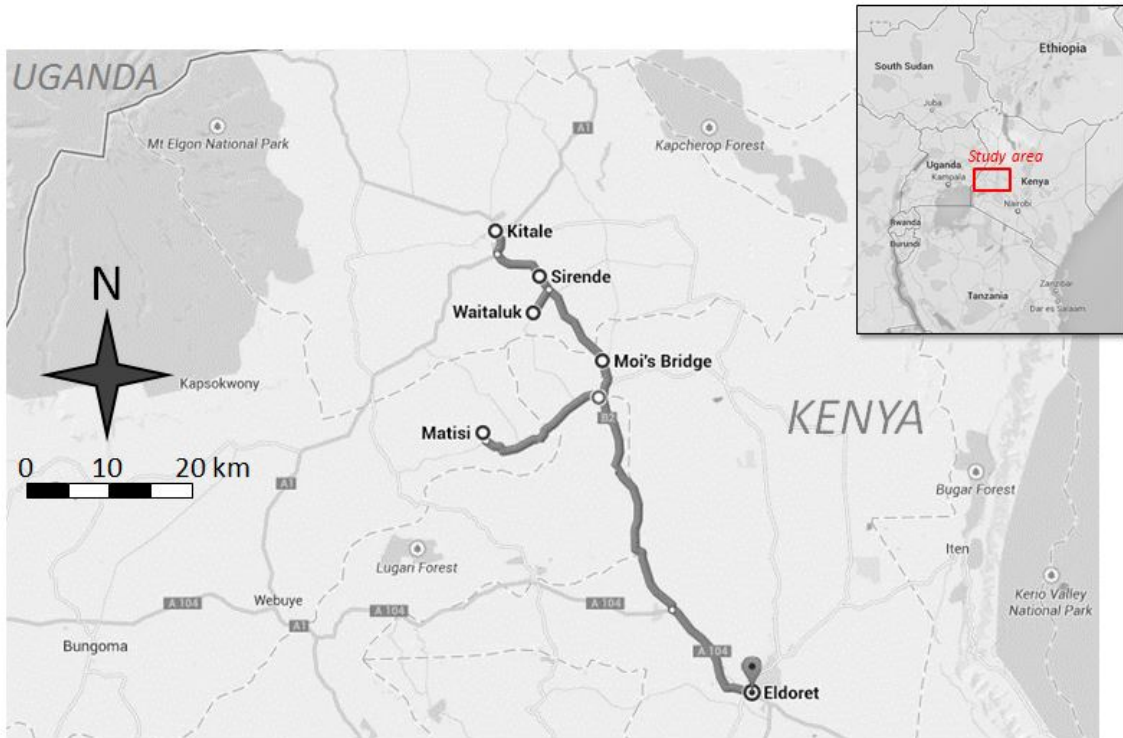 UGANDA
Mt Elgon National Park
A1
Kapcherop Forest
Ethiopia
South Sudan
Juba
Study area
Uganda
Kampala
Kenya
Nairobi
Rwanda
Burundi
Zanzibar
Tanzania
Dar es Salaam
Kitale
Sirende
N
Waitaluk
Moi's Bridge
Kapsokwony
B2
KENYA
Matisi
0 10 20 km
A1
Bugar Forest
Lugari Forest
Iten
Kerio Valley
National Park
Webuye
A 104
A 104
A 104
A1
Bungoma
A 104
Eldoret